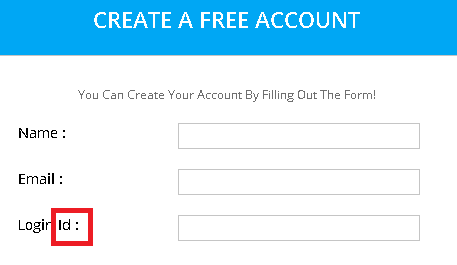 CREATE A FREE ACCOUNT
You Can Create Your Account By Filling Out The Form!
Name :
Email :
Login Id :